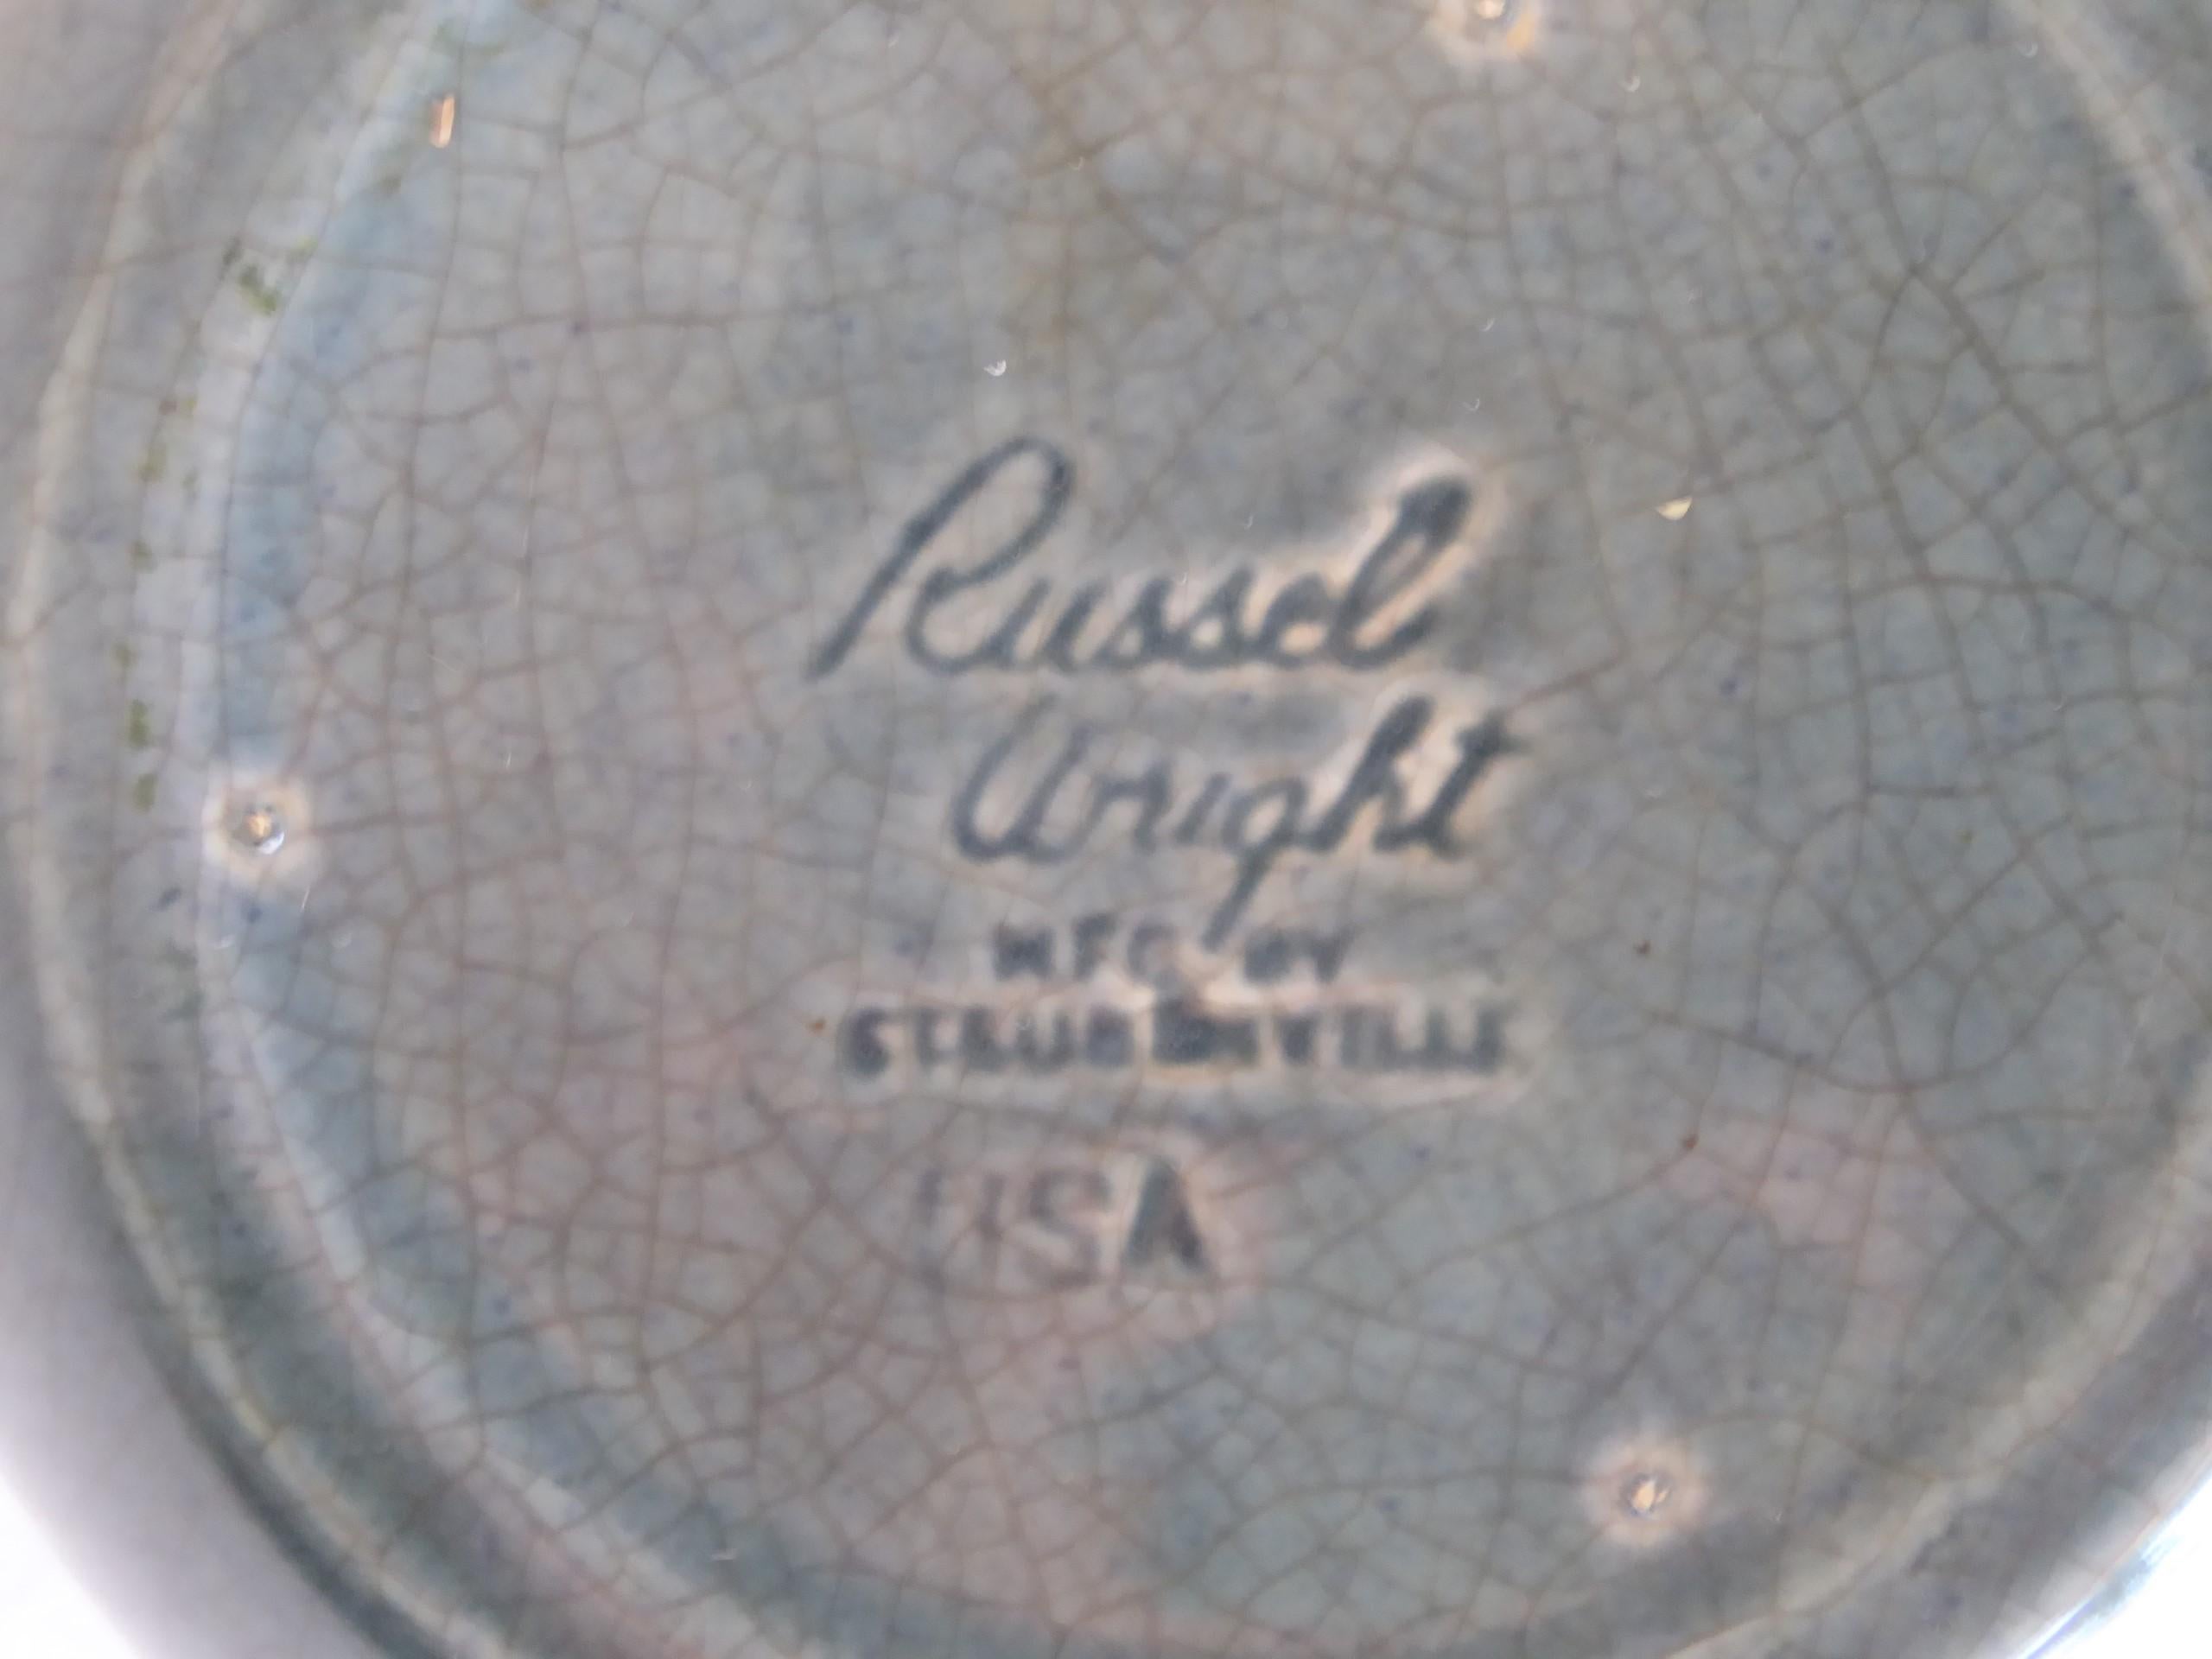 Russel
Wright
MFG. BY
STEUBENVILLE
USA